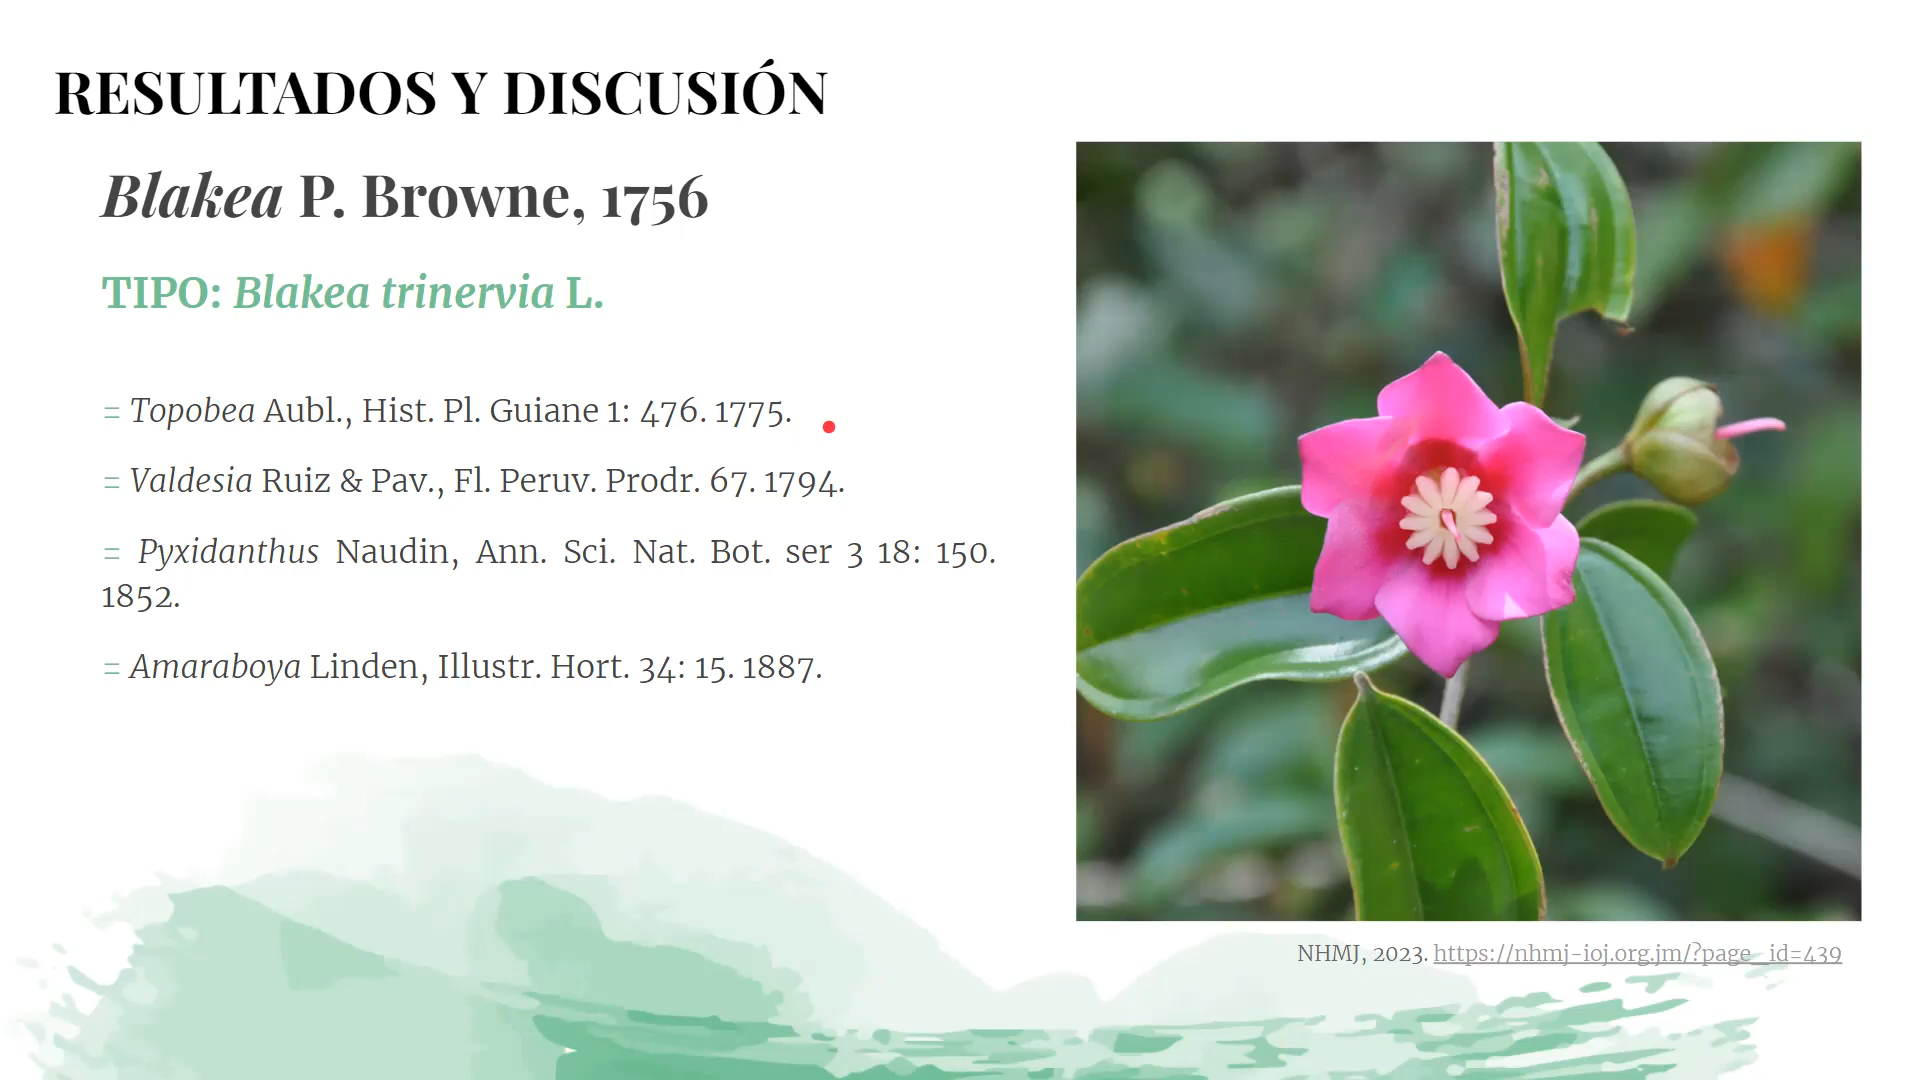 RESULTADOS Y DISCUSIÓN
Blakea P. Browne, 1756
TIPO: Blakea trinervia L.
= Topobea Aubl., Hist. Pl. Guiane 1: 476. 1775.
= Valdesia Ruiz & Pav., Fl. Peruv. Prodr. 67. 1794.
= Pyxidanthus Naudin, Ann. Sci. Nat. Bot. ser 3 18: 150.
1852.
= Amaraboya Linden, Illustr. Hort. 34: 15. 1887.
NHMJ, 2023. https://nhmj-ioj.org.jm/?page_id=439